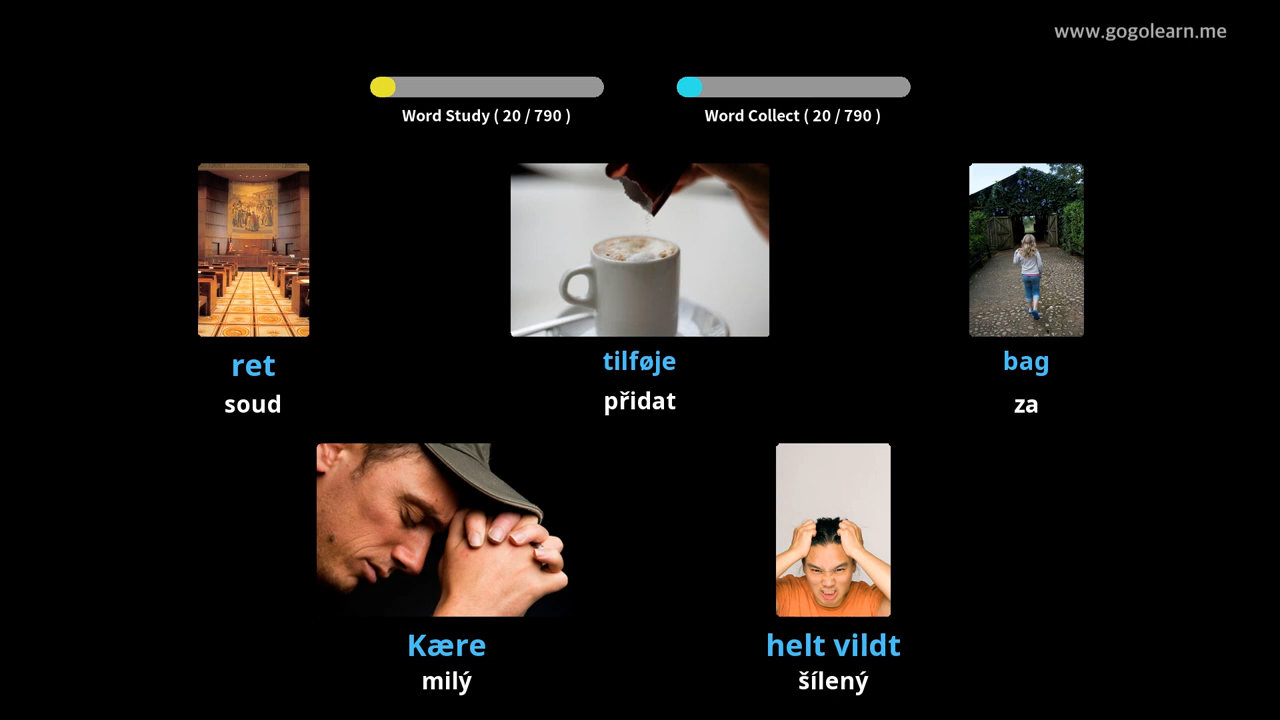 www.gogolearn.me
Word Study ( 20 / 790 )
Word Collect ( 20 / 790 )
ret
soud
tilføje
přidat
bag
za
Kære
milý
helt vildt
šílený